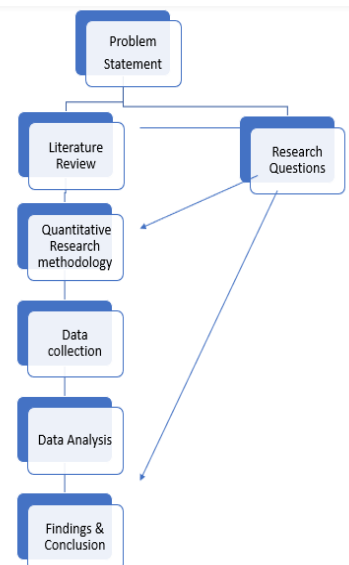 Problem
Statement
Literature
Review
Research
Questions
Quantitative
Research
methodology
Data
collection
Data Analysis
Findings &
Conclusion